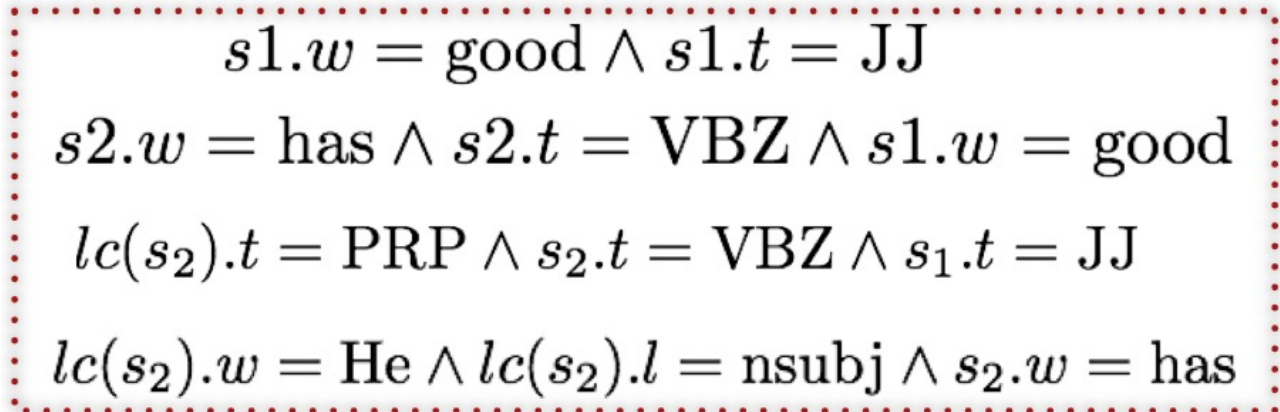 s1.w = good ∧ s1.t = JJ
s2.w = has ∧ s2.t = VBZ ∧ s1.w = good
lc(s₂).t = PRP ∧ s₂.t = VBZ ∧ s₁.t = JJ
lc(s₂).w = He ∧ lc(s₂).l = nsubj ∧ s₂.w = has